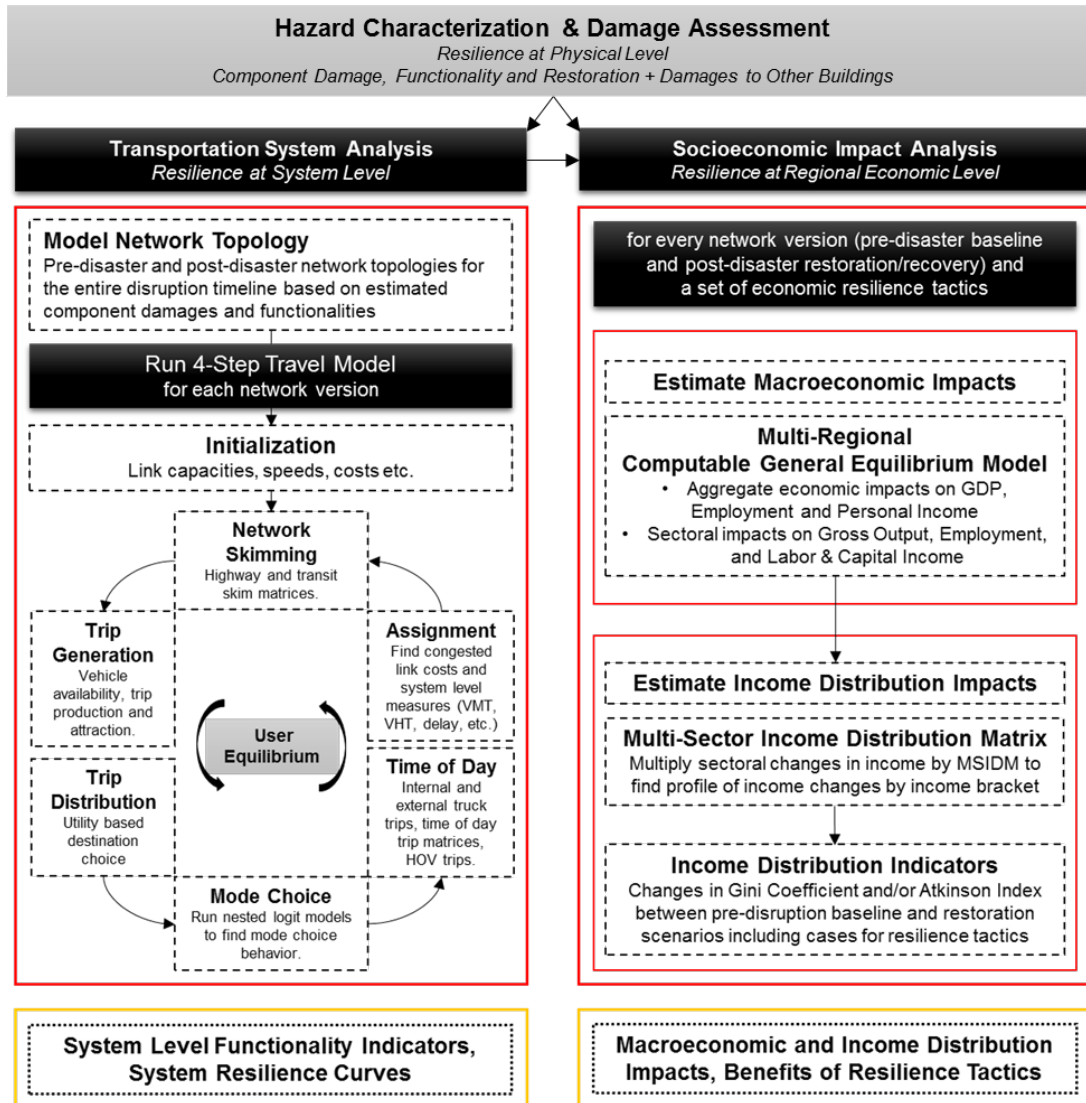 Hazard Characterization & Damage Assessment
Resilience at Physical Level
Component Damage, Functionality and Restoration + Damages to Other Buildings
Transportation System Analysis
Resilience at System Level
Model Network Topology
Pre-disaster and post-disaster network topologies for
the entire disruption timeline based on estimated
component damages and functionalities
Run 4-Step Travel Model
for each network version
Initialization
Link capacities, speeds, costs etc.
Network
Skimming
Highway and transit
skim matrices.
Trip
Generation
Vehicle
availability, trip
production and
attraction.
Trip
Distribution
Utility based
destination
choice
Mode Choice
Run nested logit models
to find mode choice
behavior.
Time of Day
Internal and
external truck
trips, time of day
trip matrices,
HOV trips.
Assignment
Find congested
link costs and
system level
measures (VMT,
VHT, delay, etc.)
User
Equilibrium
System Level Functionality Indicators,
System Resilience Curves
Socioeconomic Impact Analysis
Resilience at Regional Economic Level
for every network version (pre-disaster baseline
and post-disaster restoration/recovery) and
a set of economic resilience tactics
Estimate Macroeconomic Impacts
Multi-Regional
Computable General Equilibrium Model
• Aggregate economic impacts on GDP,
Employment and Personal Income
• Sectoral impacts on Gross Output, Employment,
and Labor & Capital Income
Estimate Income Distribution Impacts
Multi-Sector Income Distribution Matrix
Multiply sectoral changes in income by MSIDM to
find profile of income changes by income bracket
Income Distribution Indicators
Changes in Gini Coefficient and/or Atkinson Index
between pre-disruption baseline and restoration
scenarios including cases for resilience tactics
Macroeconomic and Income Distribution
Impacts, Benefits of Resilience Tactics